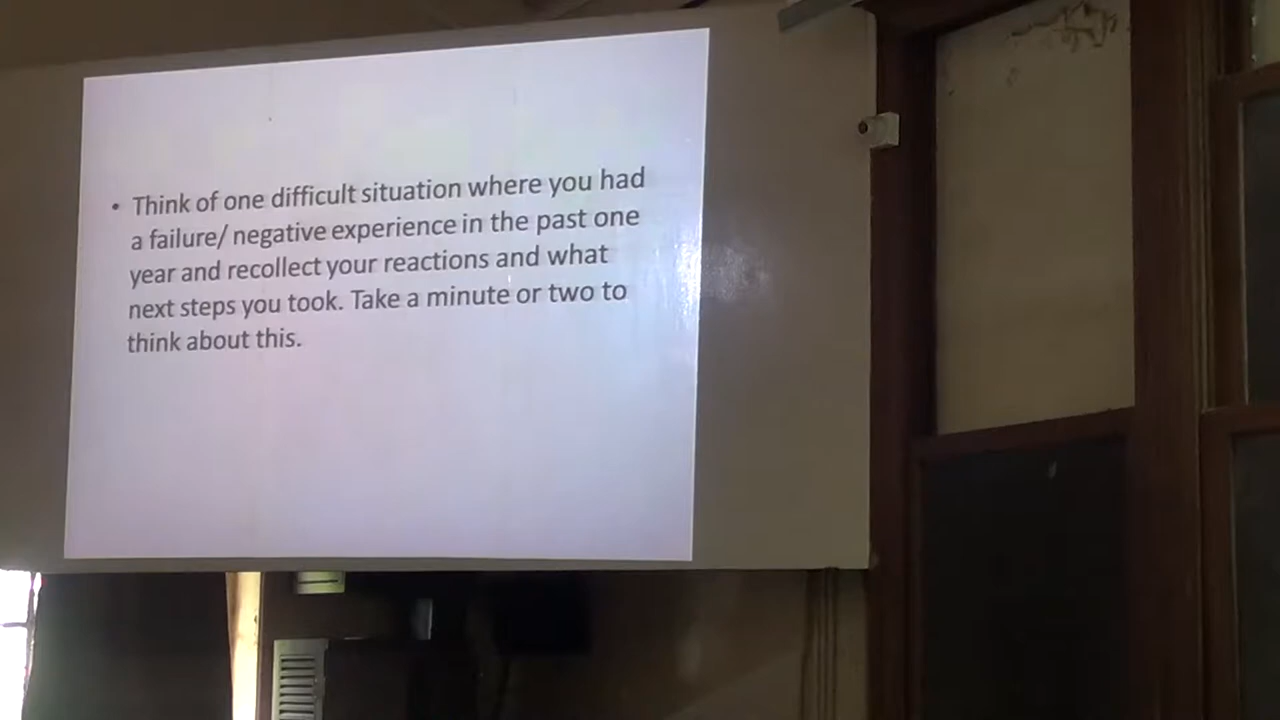 • Think of one difficult situation where you had
a failure/ negative experience in the past one
year and recollect your reactions and what
next steps you took. Take a minute or two to
think about this.